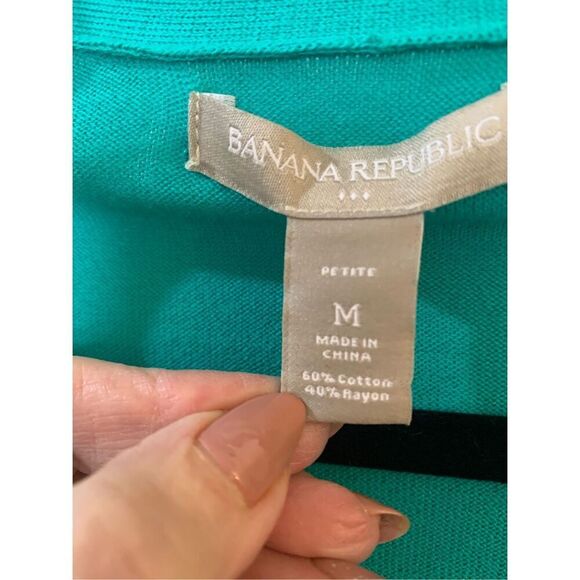 BANANA REPUBLIC
PETITE
M
MADE IN
CHINA
60% Cotton
40% Rayon